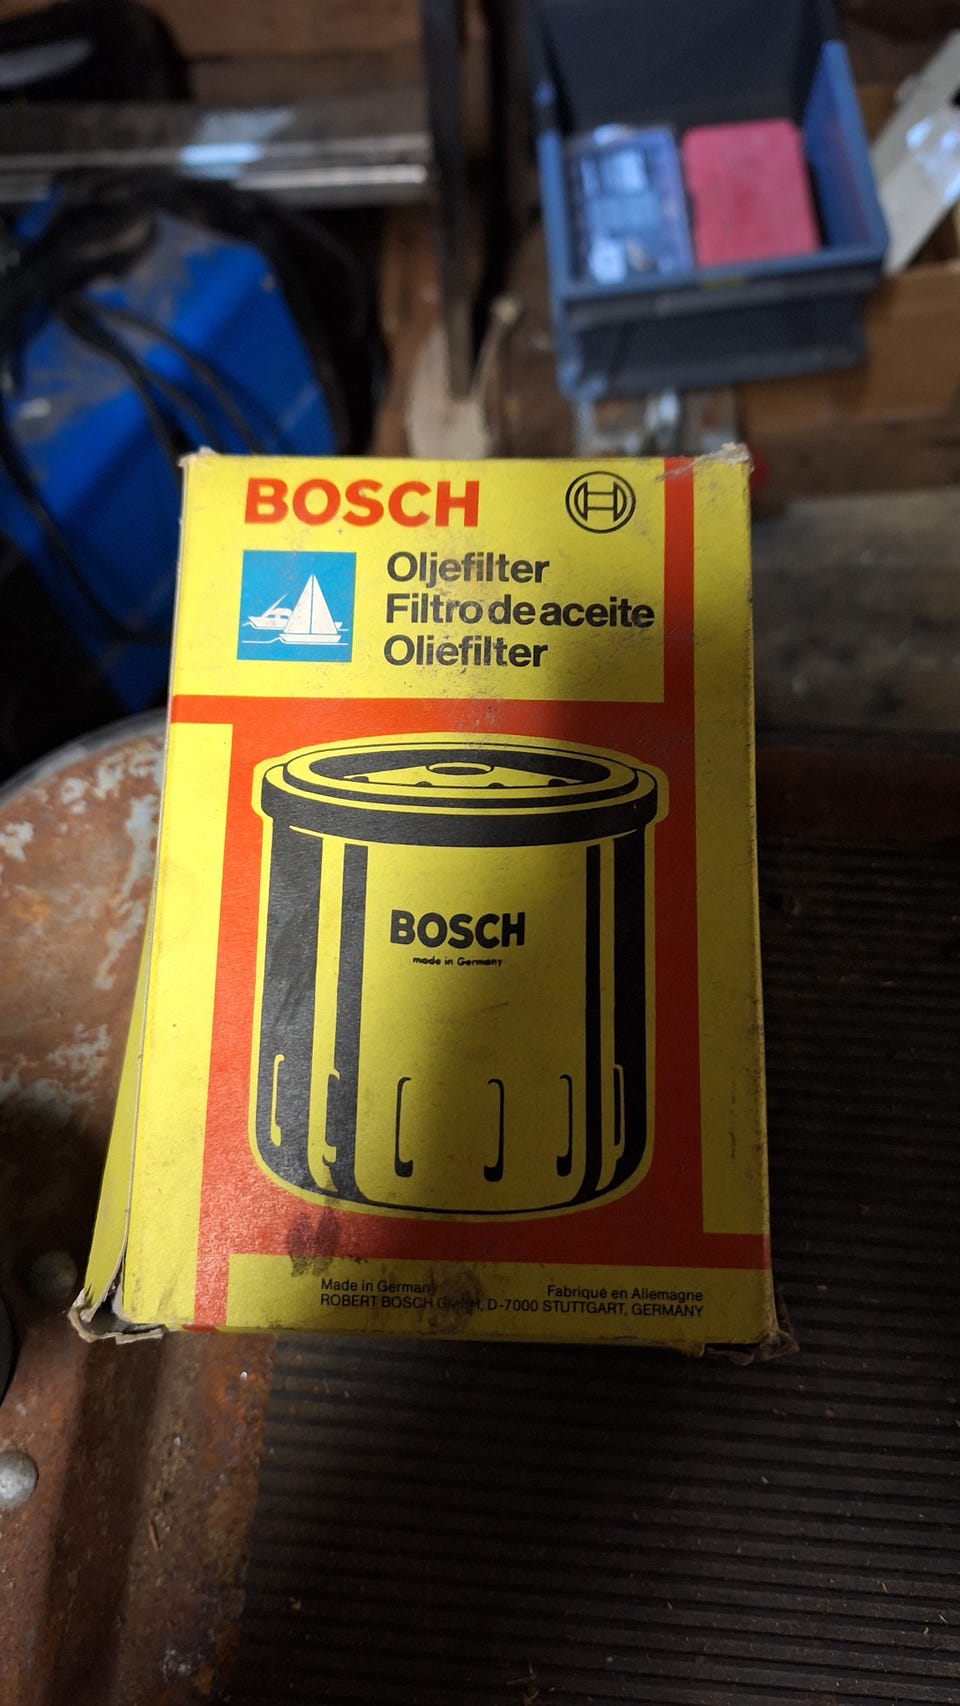 BOSCH
Oljefilter
Filtro de aceite
Oliefilter
BOSCH
made in Germany
Made in Germany
Fabriqué en Allemagne
ROBERT BOSCH GmbH, D-7000 STUTTGART, GERMANY